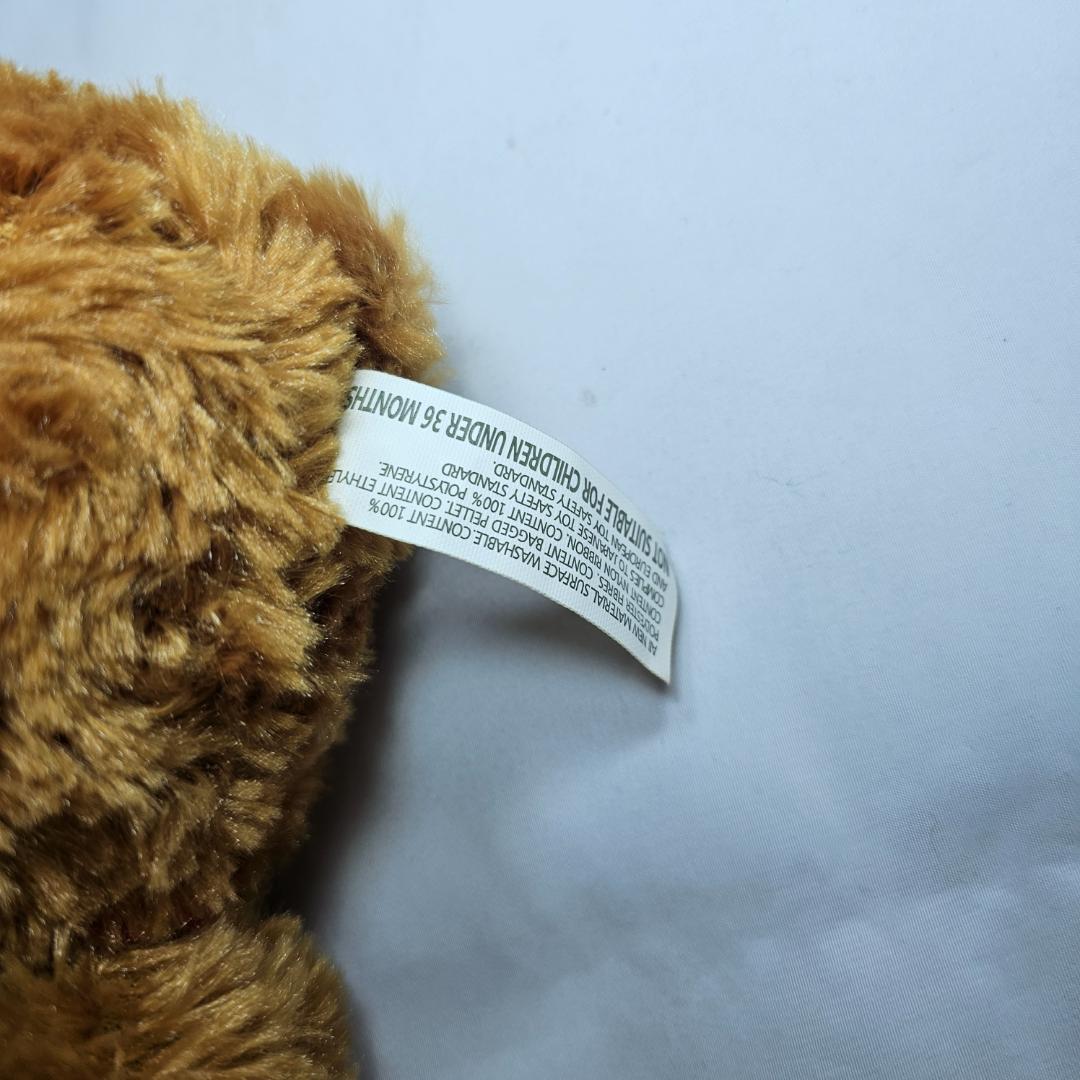 All NEW MATERIAL SURFACE WASHABLE. CONTENT 100%
POLYESTER FIBRES. CONTENT BAGGED PELLET. CONTENT
CONTENT NYLON RIBBON. CONTENT 100% POLYSTYRENE.
COMPLIES TO JAPANESE TOY SAFETY STANDARD
AND EUROPEAN TOY SAFETY STANDARD.
NOT SUITABLE FOR CHILDREN UNDER 36 MONTHS